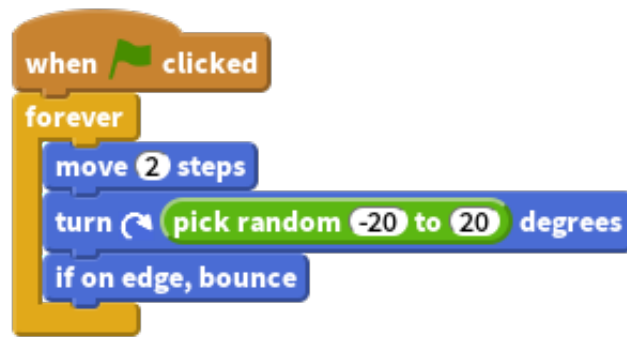 when clicked
forever
move 2 steps
turn pick random -20 to 20 degrees
if on edge, bounce